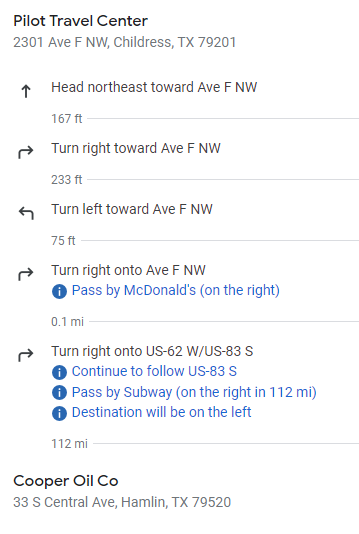 Pilot Travel Center
2301 Ave F NW, Childress, TX 79201
Head northeast toward Ave F NW
167 ft
Turn right toward Ave F NW
233 ft
Turn left toward Ave F NW
75 ft
Turn right onto Ave F NW
Pass by McDonald's (on the right)
0.1 mi
Turn right onto US-62 W/US-83 S
Continue to follow US-83 S
Pass by Subway (on the right in 112 mi)
Destination will be on the left
112 mi
Cooper Oil Co
33 S Central Ave, Hamlin, TX 79520